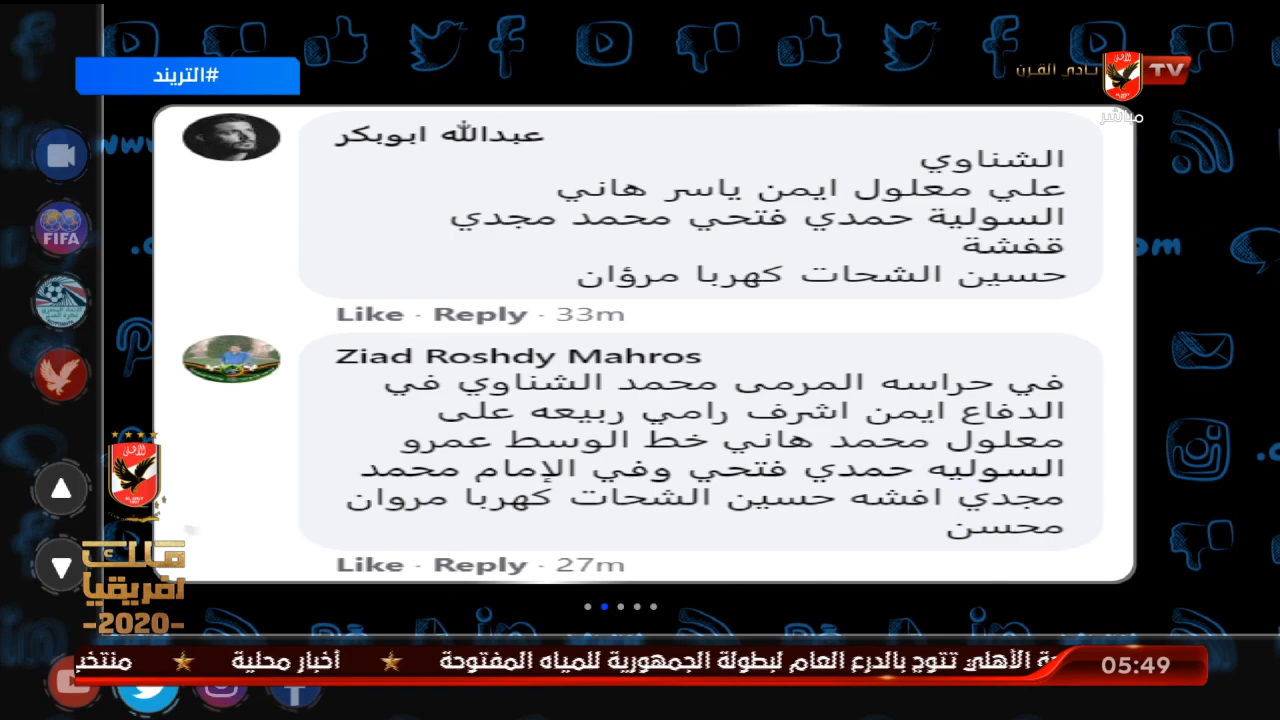 #التريند
نادي القرن
TV
مباشر
عبدالله ابوبكر
الشناوي
علي معلول ايمن ياسر هاني
السولية حمدي فتحي محمد مجدي
قفشة
حسين الشحات كهربا مرؤان
Like · Reply · 33m
Ziad Roshdy Mahros
في حراسه المرمى محمد الشناوي في
الدفاع ايمن اشرف رامي ربيعه على
معلول محمد هاني خط الوسط عمرو
السوليه حمدي فتحي وفي الإمام محمد
مجدي افشه حسين الشحات كهربا مروان
محسن
Like · Reply · 27m
FIFA
ملك
افريقيا
-2020-
ة الأهلي تتوج بالدرع العام لبطولة الجمهورية للمياه المفتوحة ★ أخبار محلية ★ منتخب
05:49